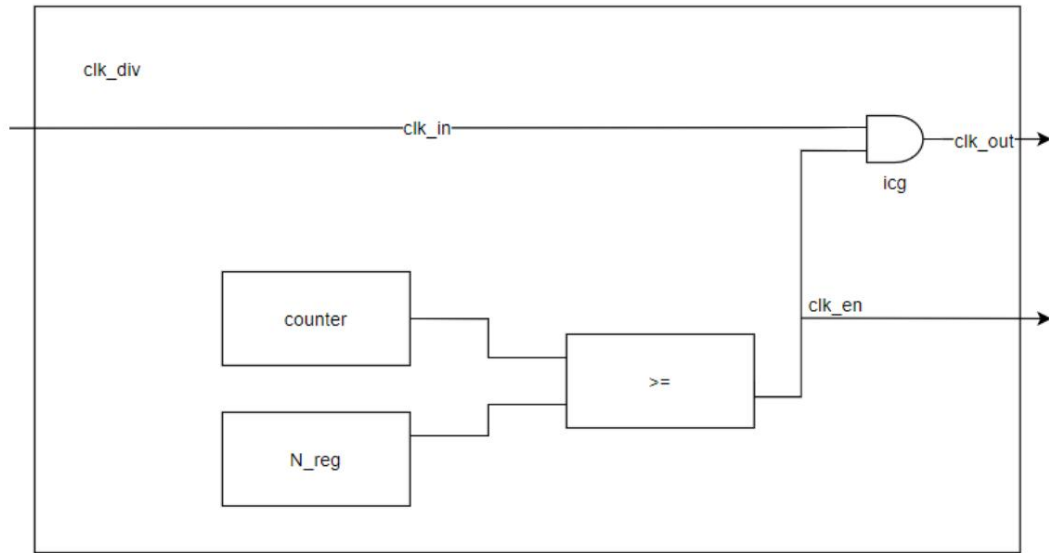 clk_div
clk_in
clk_out
icg
counter
clk_en
>=
N_reg